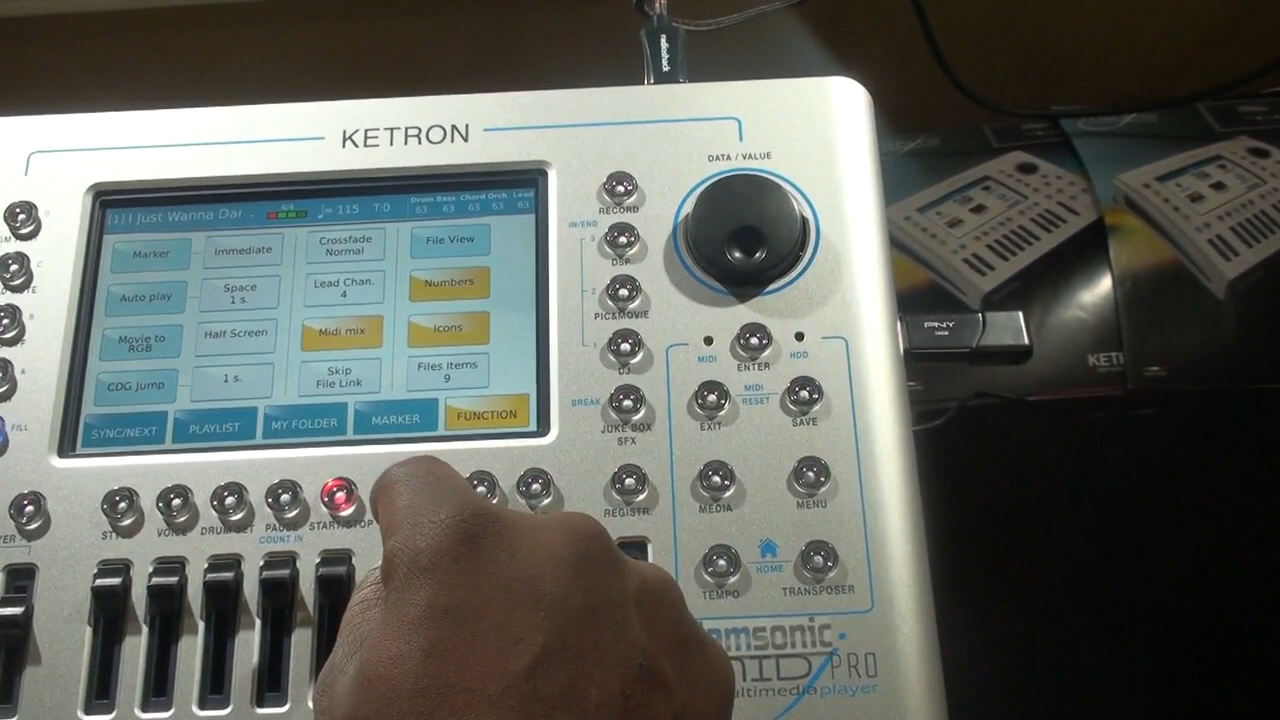 radioshack
KETRON
DATA / VALUE
[1] I Just Wanna Dar
4/4
= 115
T:0
Drum Bass Chord Orch Lead
63 63 63 63 63
Marker
Immediate
Crossfade
Normal
File View
Auto play
Space
1 s.
Lead Chan.
4
Numbers
Movie to
RGB
Half Screen
Midi mix
Icons
CDG Jump
1 s.
Skip
File Link
Files Items
9
SYNC/NEXT
PLAYLIST
MY FOLDER
MARKER
FUNCTION
RECORD
IN/END
3
DSP
2
PIC&MOVIE
1
DJ
BREAK
JUKE BOX
SFX
REGISTR.
MIDI
HDD
ENTER
MIDI
RESET
EXIT
SAVE
MEDIA
MENU
HOME
TEMPO
TRANSPOSER
FILL
VOICE
DRUM SET
PAUSE
START/STOP
COUNT IN
PRO
player
PNY